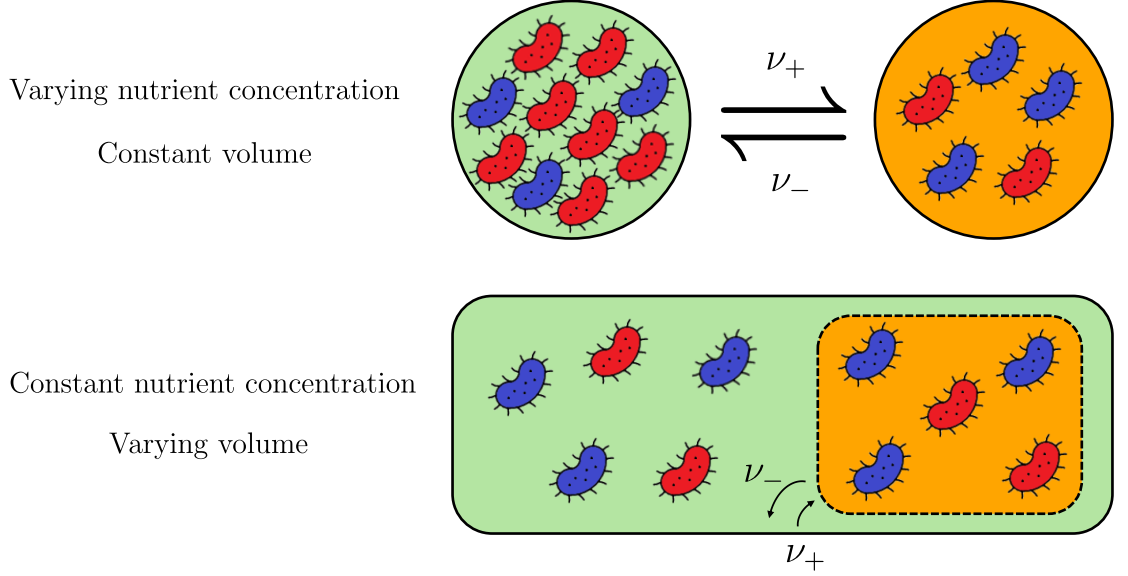 Varying nutrient concentration
Constant volume
ν₊
ν₋
Constant nutrient concentration
Varying volume
ν₋
ν₊